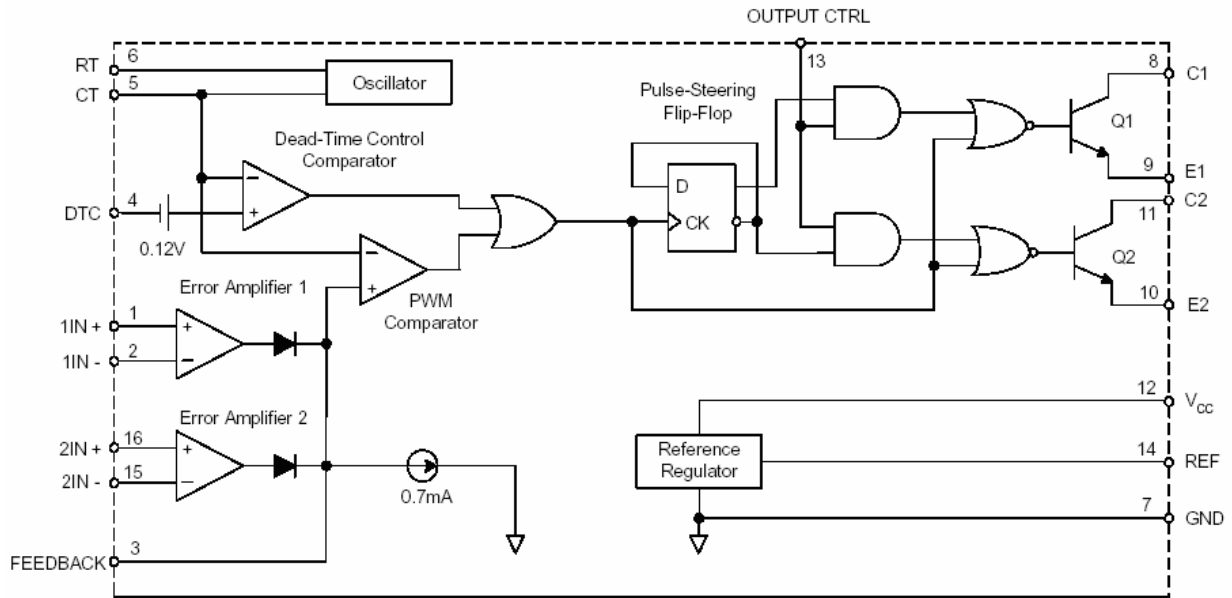 OUTPUT CTRL
13
RT
6
CT
5
Oscillator
Pulse-Steering
Flip-Flop
8
C1
Q1
Dead-Time Control
Comparator
−
+
DTC
4
0.12V
D
CK
9
E1
C2
11
Q2
10
E2
−
+
PWM
Comparator
Error Amplifier 1
1IN +
1
+
1IN -
2
−
Error Amplifier 2
2IN +
16
+
2IN -
15
−
0.7mA
12
VCC
Reference
Regulator
14
REF
7
GND
FEEDBACK
3